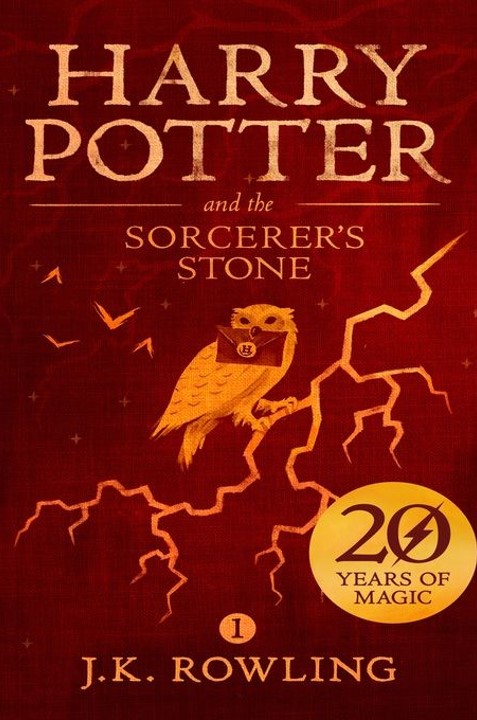 HARRY
POTTER
and the
SORCERER'S
STONE
H
20
YEARS OF
MAGIC
1
J.K. ROWLING